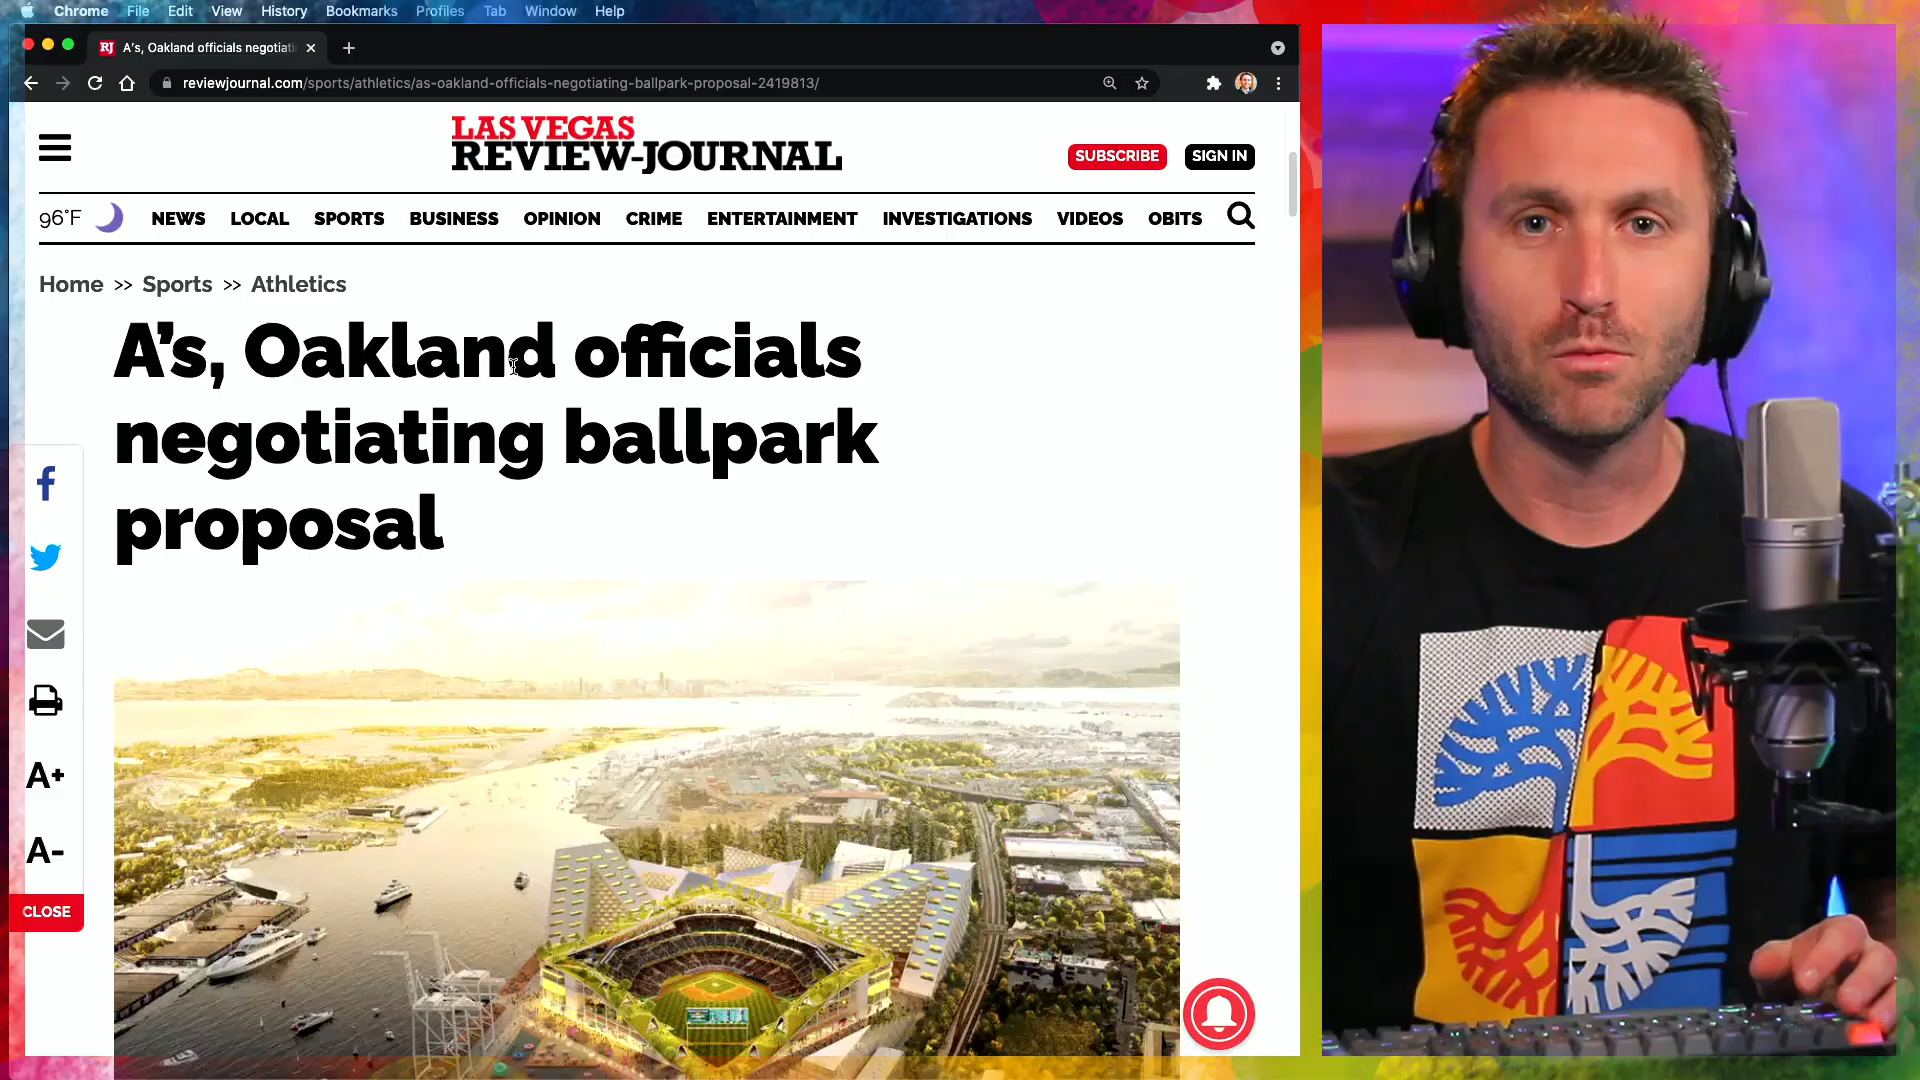 Chrome File Edit View History Bookmarks Profiles Tab Window Help
RJ A's, Oakland officials negotiati
reviewjournal.com/sports/athletics/as-oakland-officials-negotiating-ballpark-proposal-2419813/
LAS VEGAS
REVIEW-JOURNAL
SUBSCRIBE SIGN IN
96°F NEWS LOCAL SPORTS BUSINESS OPINION CRIME ENTERTAINMENT INVESTIGATIONS VIDEOS OBITS
Home >> Sports >> Athletics
A's, Oakland officials
negotiating ballpark
proposal
A+
A-
CLOSE